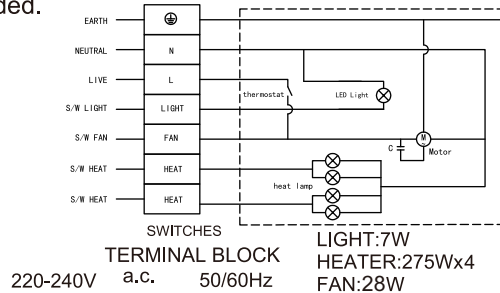 ded.
EARTH
NEUTRAL N
LIVE L
thermostat LED Light
S/W LIGHT LIGHT
S/W FAN FAN
C M
Motor
S/W HEAT HEAT
heat lamp
S/W HEAT HEAT
SWITCHES
TERMINAL BLOCK
220-240V a.c. 50/60Hz
LIGHT:7W
HEATER:275Wx4
FAN:28W